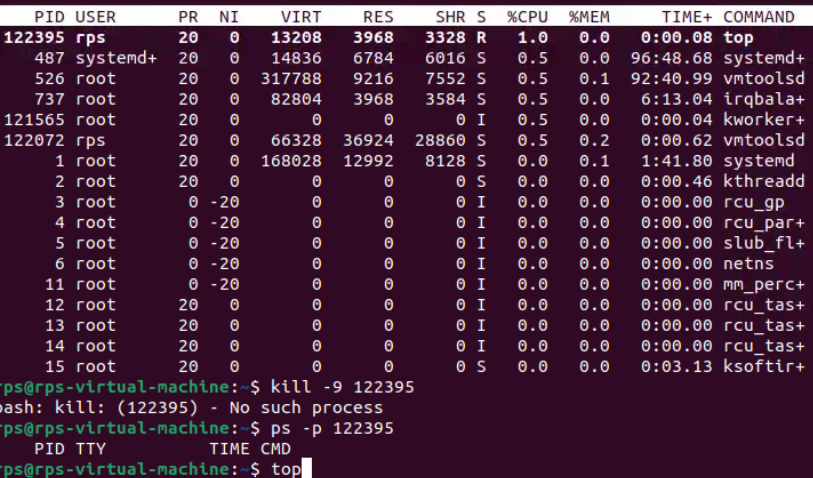 PID USER PR NI VIRT RES SHR S %CPU %MEM TIME+ COMMAND
122395 rps 20 0 13208 3968 3328 R 1.0 0.0 0:00.08 top
487 systemd+ 20 0 14836 6784 6016 S 0.5 0.0 96:48.68 systemd+
526 root 20 0 317788 9216 7552 S 0.5 0.1 92:40.99 vmtoolsd
737 root 20 0 82804 3968 3584 S 0.5 0.0 6:13.04 irqbala+
121565 root 20 0 0 0 0 I 0.5 0.0 0:00.04 kworker+
122072 rps 20 0 66328 36924 28860 S 0.5 0.2 0:00.62 vmtoolsd
1 root 20 0 168028 12992 8128 S 0.0 0.1 1:41.80 systemd
2 root 20 0 0 0 0 S 0.0 0.0 0:00.46 kthreadd
3 root 0 -20 0 0 0 I 0.0 0.0 0:00.00 rcu_gp
4 root 0 -20 0 0 0 I 0.0 0.0 0:00.00 rcu_par+
5 root 0 -20 0 0 0 I 0.0 0.0 0:00.00 slub_fl+
6 root 0 -20 0 0 0 I 0.0 0.0 0:00.00 netns
11 root 0 -20 0 0 0 I 0.0 0.0 0:00.00 mm_perc+
12 root 20 0 0 0 0 I 0.0 0.0 0:00.00 rcu_tas+
13 root 20 0 0 0 0 I 0.0 0.0 0:00.00 rcu_tas+
14 root 20 0 0 0 0 I 0.0 0.0 0:00.00 rcu_tas+
15 root 20 0 0 0 0 S 0.0 0.0 0:03.13 ksoftir+
rps@rps-virtual-machine:~$ kill -9 122395
bash: kill: (122395) - No such process
rps@rps-virtual-machine:~$ ps -p 122395
PID TTY TIME CMD
rps@rps-virtual-machine:~$ top